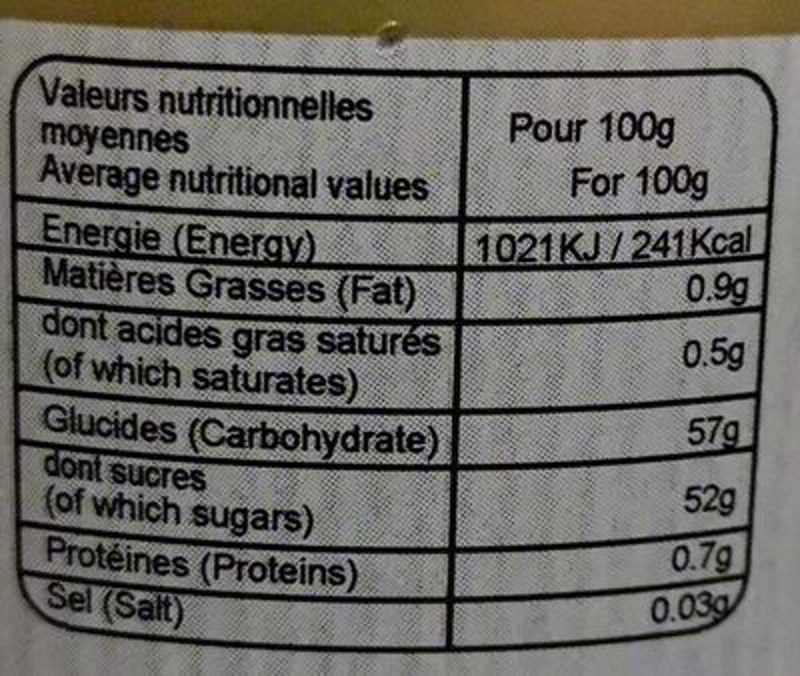 Valeurs nutritionnelles
moyennes
Average nutritional values
Pour 100g
For 100g
Energie (Energy) 1021KJ / 241Kcal
Matières Grasses (Fat) 0.9g
dont acides gras saturés
(of which saturates) 0.5g
Glucides (Carbohydrate) 57g
dont sucres
(of which sugars) 52g
Protéines (Proteins) 0.7g
Sel (Salt) 0.03g